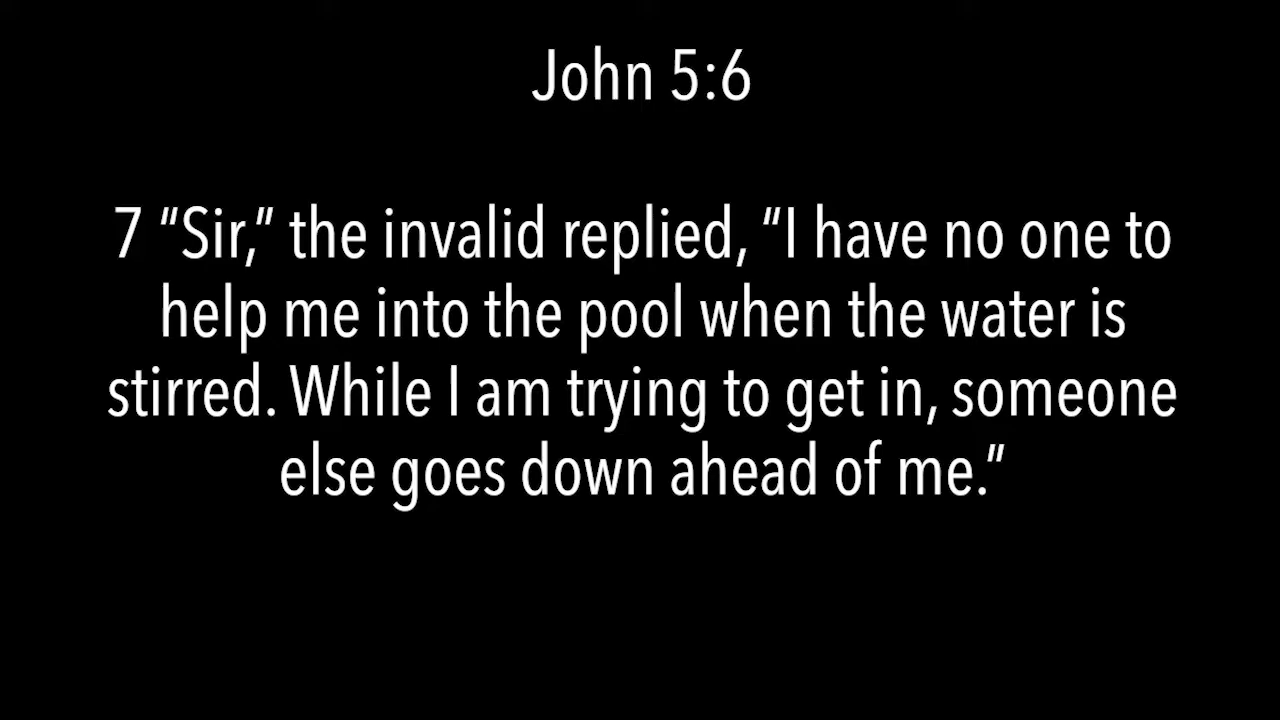 John 5:6
7 “Sir,” the invalid replied, “I have no one to
help me into the pool when the water is
stirred. While I am trying to get in, someone
else goes down ahead of me.”